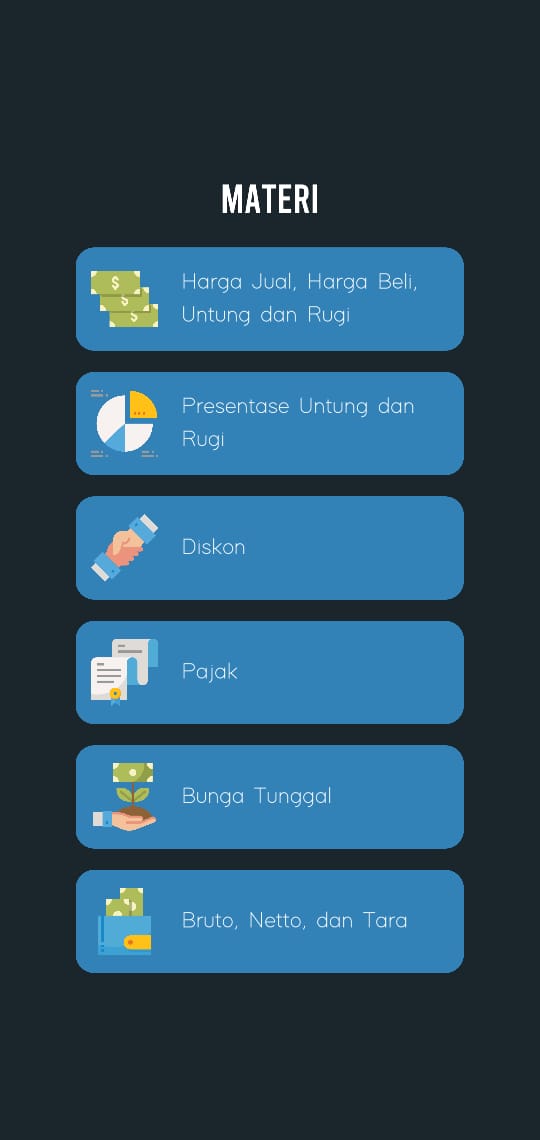 MATERI
Harga Jual, Harga Beli,
Untung dan Rugi
Presentase Untung dan
Rugi
Diskon
Pajak
Bunga Tunggal
Bruto, Netto, dan Tara